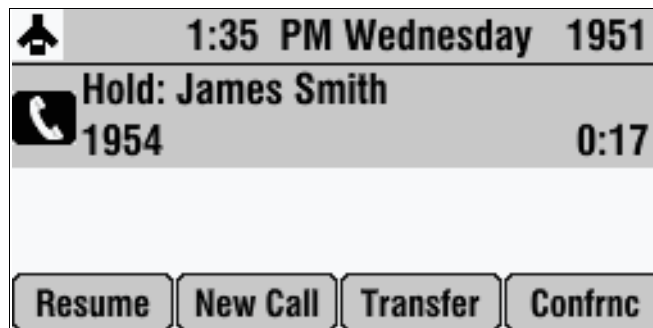 1:35 PM Wednesday 1951
Hold: James Smith
1954 0:17
Resume New Call Transfer Confrnc